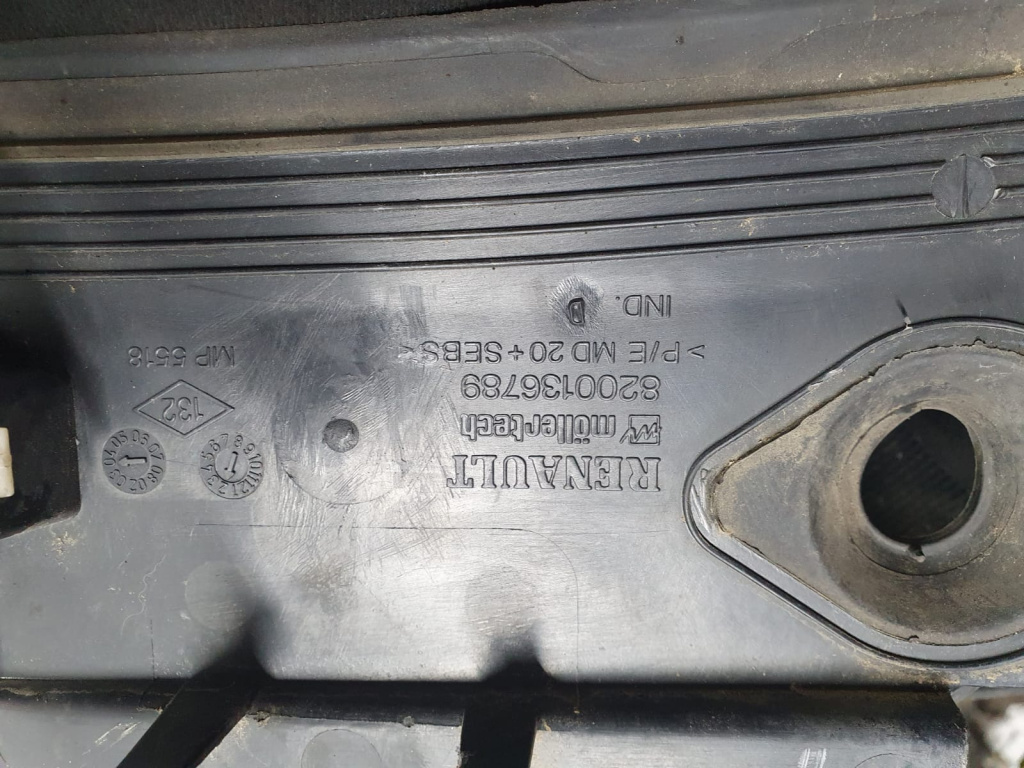 RENAULT
möllertech
8200136789
> P/E MD 20 + SEBS <
IND. D
132
MP 5518